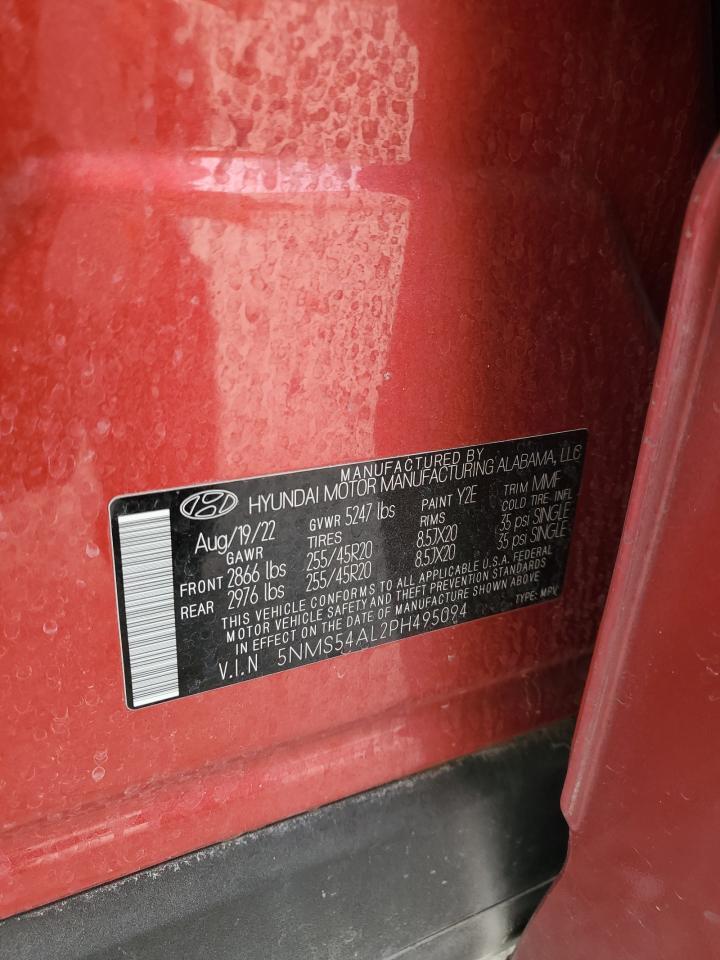 MANUFACTURED BY
HYUNDAI MOTOR MANUFACTURING ALABAMA, LLC
Aug/19/22 GVWR 5247 lbs PAINT Y2E TRIM MMF
GAWR TIRES RIMS COLD TIRE INFL
FRONT 2866 lbs 255/45R20 8.57X20 35 psi SINGLE
REAR 2976 lbs 255/45R20 8.57X20 35 psi SINGLE
THIS VEHICLE CONFORMS TO ALL APPLICABLE U.S.A. FEDERAL
MOTOR VEHICLE SAFETY AND THEFT PREVENTION STANDARDS
IN EFFECT ON THE DATE OF MANUFACTURE SHOWN ABOVE
V.I.N 5NMS54AL2PH495094 TYPE: MPV